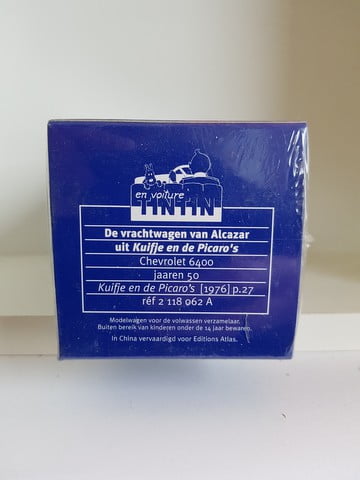 en voiture
TINTIN
De vrachtwagen van Alcazar
uit Kuifje en de Picaro's
Chevrolet 6400
jaaren 50
Kuifje en de Picaro's [1976] p.27
réf 2 118 062 A
Modelwagen voor de volwassen verzamelaar.
Buiten bereik van kinderen onder de 14 jaar bewaren.
In China vervaardigd voor Editions Atlas.